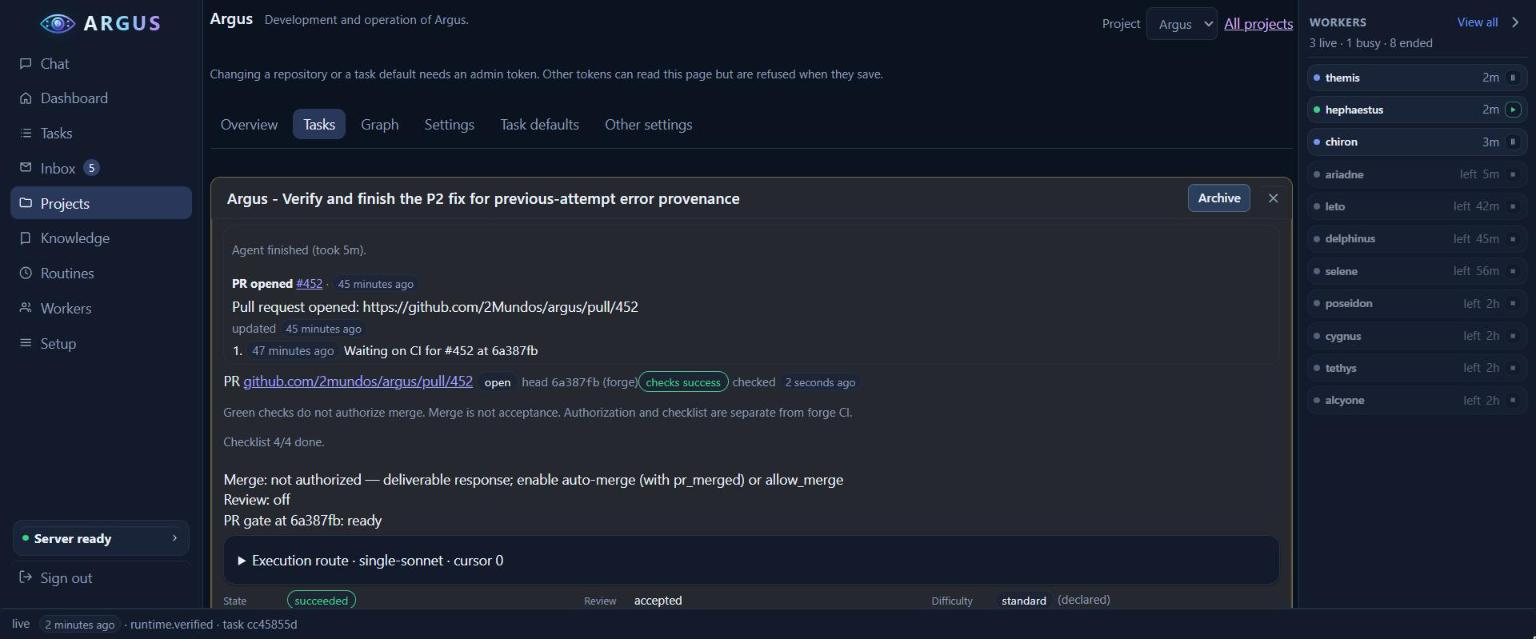 ARGUS
Chat
Dashboard
Tasks
Inbox 5
Projects
Knowledge
Routines
Workers
Setup
Server ready
Sign out
Argus Development and operation of Argus.
Project Argus All projects
Changing a repository or a task default needs an admin token. Other tokens can read this page but are refused when they save.
Overview Tasks Graph Settings Task defaults Other settings
Argus - Verify and finish the P2 fix for previous-attempt error provenance Archive
Agent finished (took 5m).
PR opened #452 · 45 minutes ago
Pull request opened: https://github.com/2Mundos/argus/pull/452
updated 45 minutes ago
1. 47 minutes ago Waiting on CI for #452 at 6a387fb
PR github.com/2mundos/argus/pull/452 open head 6a387fb (forge) checks success checked 2 seconds ago
Green checks do not authorize merge. Merge is not acceptance. Authorization and checklist are separate from forge CI.
Checklist 4/4 done.
Merge: not authorized — deliverable response; enable auto-merge (with pr_merged) or allow_merge
Review: off
PR gate at 6a387fb: ready
Execution route · single-sonnet · cursor 0
State succeeded Review accepted Difficulty standard (declared)
WORKERS View all
3 live · 1 busy · 8 ended
themis 2m
hephaestus 2m
chiron 3m
ariadne left 5m
leto left 42m
delphinus left 45m
selene left 56m
poseidon left 2h
cygnus left 2h
tethys left 2h
alcyone left 2h
live 2 minutes ago · runtime.verified · task cc45855d